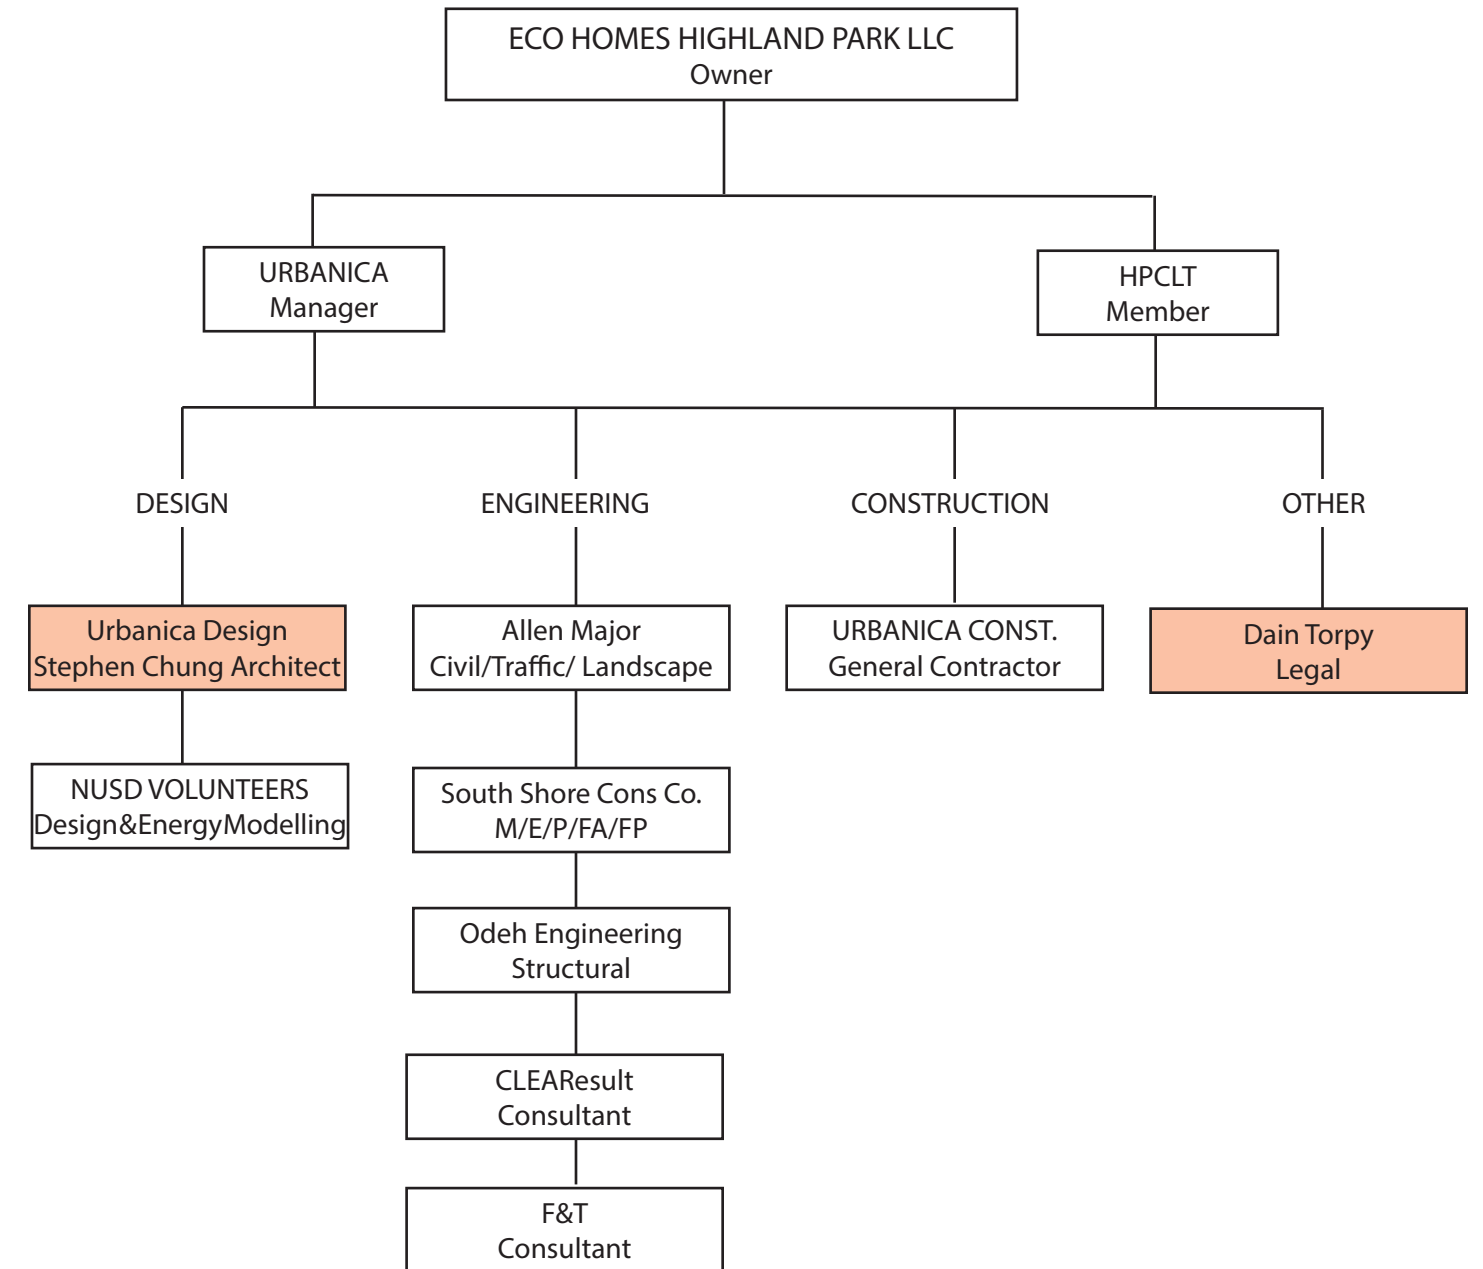 ECO HOMES HIGHLAND PARK LLC
Owner
URBANICA
Manager
HPCLT
Member
DESIGN
ENGINEERING
CONSTRUCTION
OTHER
Urbanica Design
Stephen Chung Architect
Allen Major
Civil/Traffic/ Landscape
URBANICA CONST.
General Contractor
Dain Torpy
Legal
NUSD VOLUNTEERS
Design&EnergyModelling
South Shore Cons Co.
M/E/P/FA/FP
Odeh Engineering
Structural
CLEAResult
Consultant
F&T
Consultant